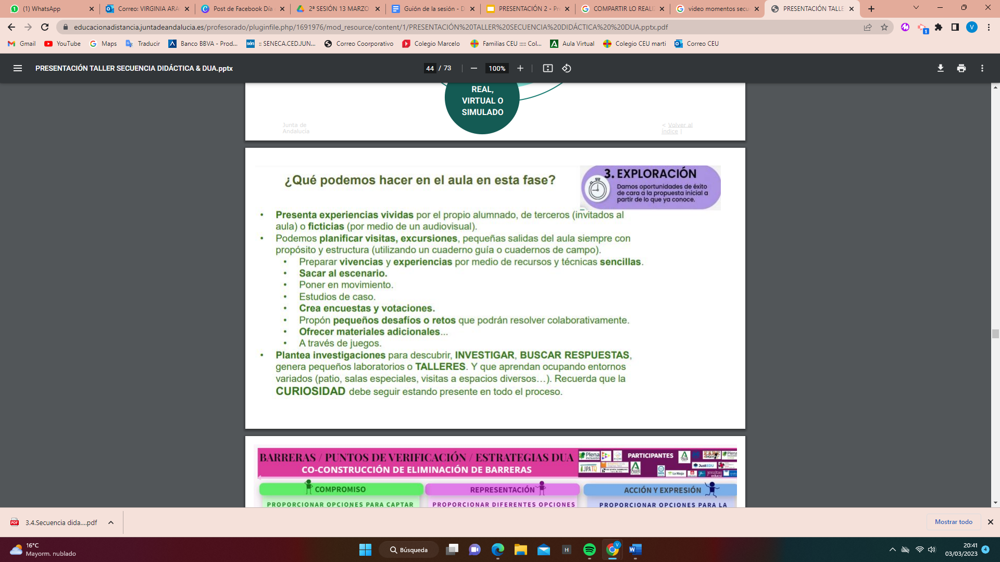 (1) WhatsApp
Correo: VIRGINIA ARA
Post de Facebook Día
2ª SESIÓN 13 MARZO
Guión de la sesión - D
PRESENTACIÓN 2 - Pr
COMPARTIR LO REALI
video momentos secu
PRESENTACIÓN TALLE
educacionadistancia.juntadeandalucia.es/profesorado/pluginfile.php/1691976/mod_resource/content/1/PRESENTACIÓN%20TALLER%20SECUENCIA%20DIDÁCTICA%20%20DUA.pptx.pdf
1
V
Gmail
YouTube
Maps
Traducir
Banco BBVA - Prod...
sén
:: SENECA.CED.JUN...
Correo Coorporativo
Colegio Marcelo
Familias CEU ::::: Col...
Aula Virtual
Colegio CEU marti
Correo CEU
PRESENTACIÓN TALLER SECUENCIA DIDÁCTICA & DUA.pptx
44 / 73
100%
REAL,
VIRTUAL O
SIMULADO
Junta de
Andalucía
< Volver al
índice |
¿Qué podemos hacer en el aula en esta fase?
3. EXPLORACIÓN
Damos oportunidades de éxito
de cara a la propuesta inicial a
partir de lo que ya conoce.
• Presenta experiencias vividas por el propio alumnado, de terceros (invitados al
aula) o ficticias (por medio de un audiovisual).
• Podemos planificar visitas, excursiones, pequeñas salidas del aula siempre con
propósito y estructura (utilizando un cuaderno guía o cuadernos de campo).
• Preparar vivencias y experiencias por medio de recursos y técnicas sencillas.
• Sacar al escenario.
• Poner en movimiento.
• Estudios de caso.
• Crea encuestas y votaciones.
• Propón pequeños desafíos o retos que podrán resolver colaborativamente.
• Ofrecer materiales adicionales...
• A través de juegos.
• Plantea investigaciones para descubrir, INVESTIGAR, BUSCAR RESPUESTAS,
genera pequeños laboratorios o TALLERES. Y que aprendan ocupando entornos
variados (patio, salas especiales, visitas a espacios diversos…). Recuerda que la
CURIOSIDAD debe seguir estando presente en todo el proceso.
BARRERAS / PUNTOS DE VERIFICACIÓN / ESTRATEGIAS DUA
CO-CONSTRUCCIÓN DE ELIMINACIÓN DE BARRERAS
PARTICIPANTES
Plena
inclusión
JPATQ
JustEDU
La Rioja
COMPROMISO
REPRESENTACIÓN
ACCIÓN Y EXPRESIÓN
PROPORCIONAR OPCIONES PARA CAPTAR
PROPORCIONAR DIFERENTES OPCIONES
PROPORCIONAR OPCIONES PARA LA
PDF
3.4.Secuencia dida....pdf
Mostrar todo
16°C
Mayorm. nublado
Búsqueda
H
V
20:41
03/03/2023
4